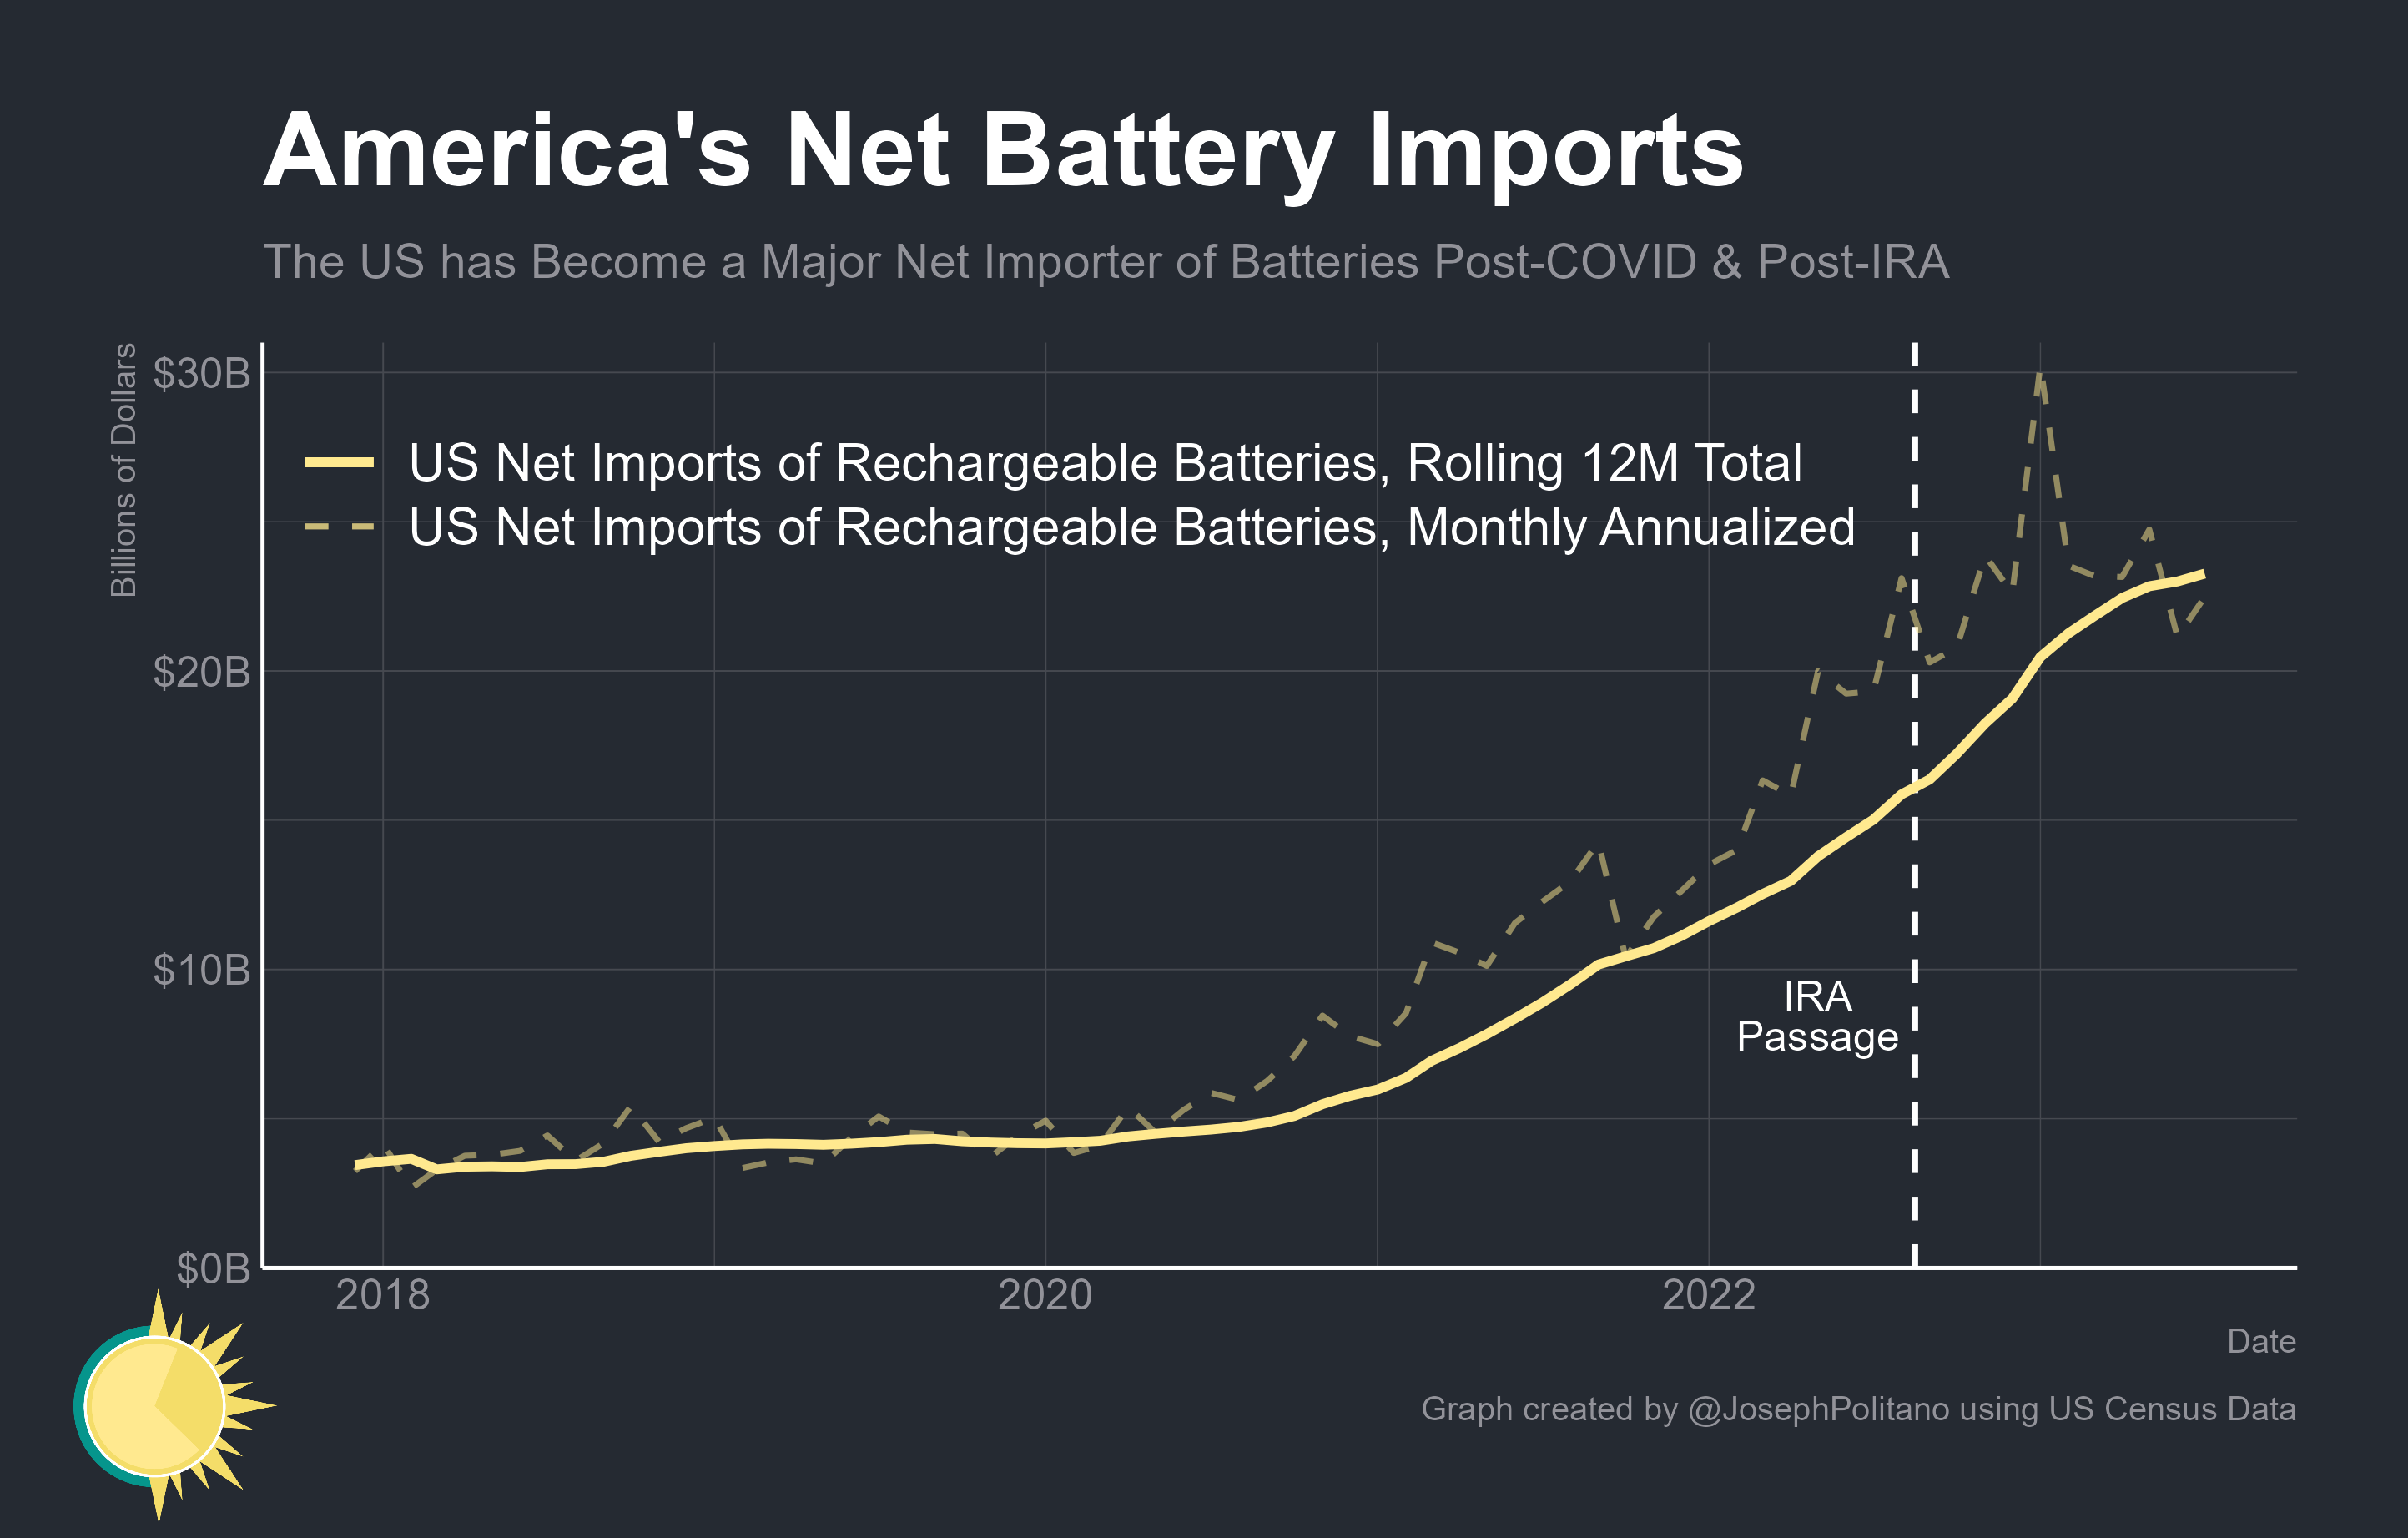 America's Net Battery Imports
The US has Become a Major Net Importer of Batteries Post-COVID & Post-IRA
Billions of Dollars
$30B
$20B
$10B
$0B
US Net Imports of Rechargeable Batteries, Rolling 12M Total
US Net Imports of Rechargeable Batteries, Monthly Annualized
IRA
Passage
2018
2020
2022
Date
Graph created by @JosephPolitano using US Census Data